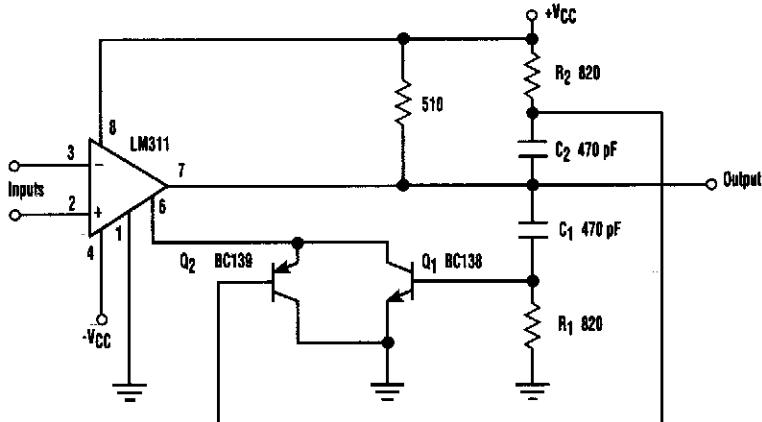 +VCC
R2 820
8
LM311
510
3
7
C2 470 pF
Inputs
Output
2
6
1
4
C1 470 pF
Q2 BC139
Q1 BC138
-VCC
R1 820